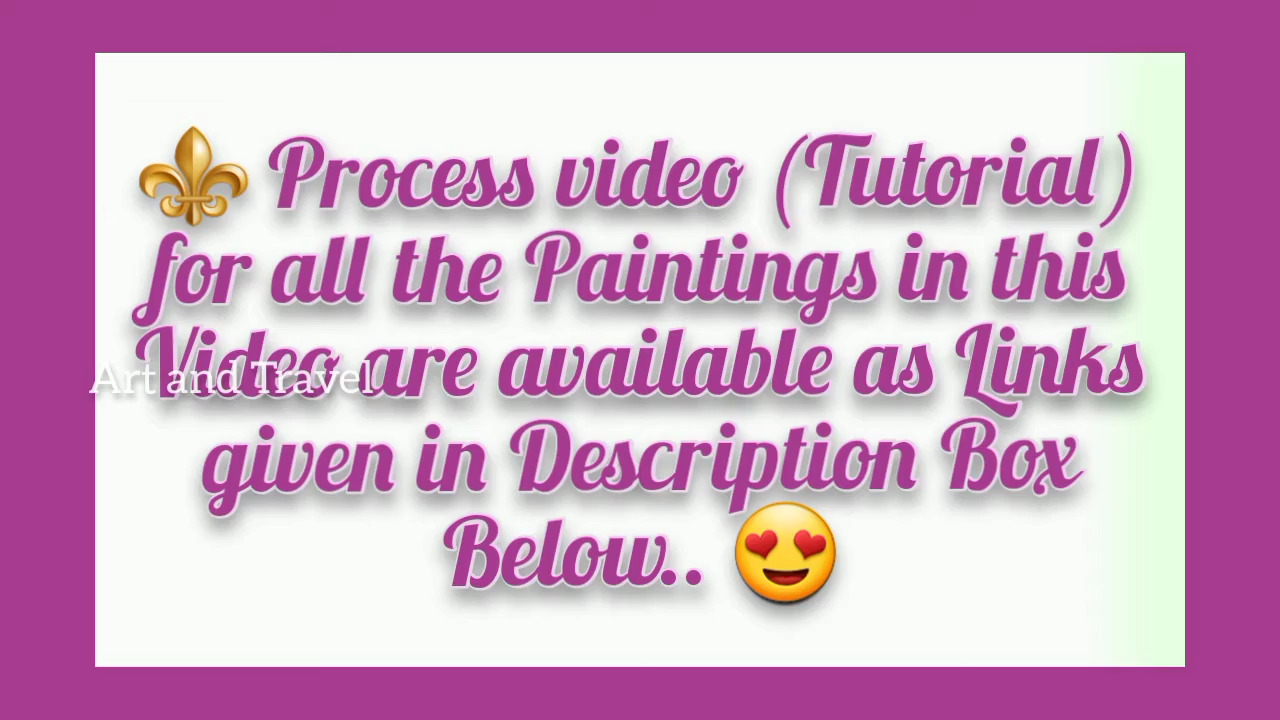 ⚜️ Process video (Tutorial)
for all the Paintings in this
Video are available as Links
given in Description Box
Below.. 😍
Art and Travel